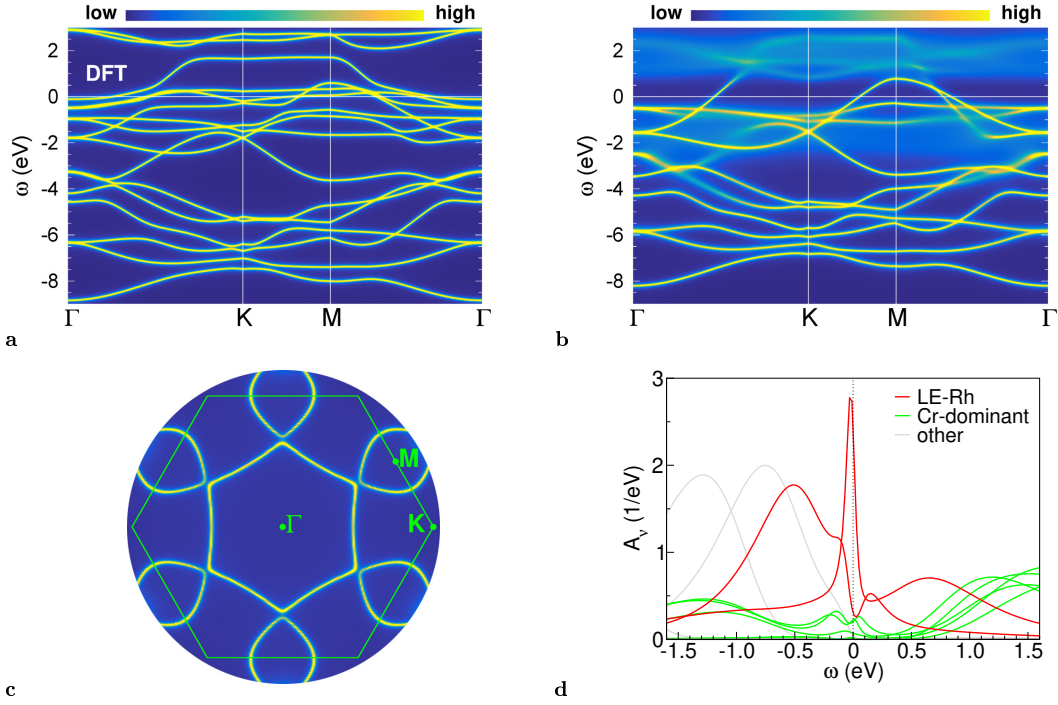 low high
low high
DFT
ω (eV)
2
0
-2
-4
-6
-8
Γ K M Γ
a
ω (eV)
2
0
-2
-4
-6
-8
Γ K M Γ
b
M
Γ
K
c
A_ν (1/eV)
3
2
1
0
LE-Rh
Cr-dominant
other
-1.5 -1.0 -0.5 0 0.5 1.0 1.5
ω (eV)
d